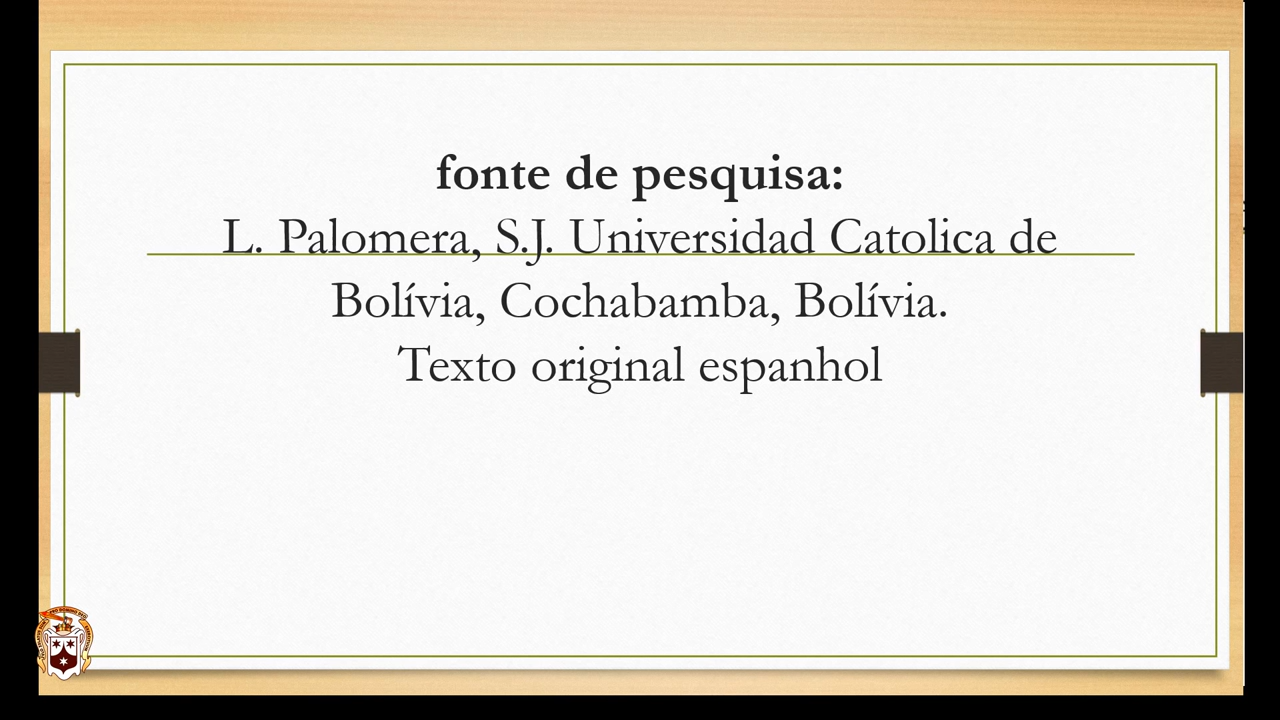 fonte de pesquisa:
L. Palomera, S.J. Universidad Catolica de
Bolívia, Cochabamba, Bolívia.
Texto original espanhol